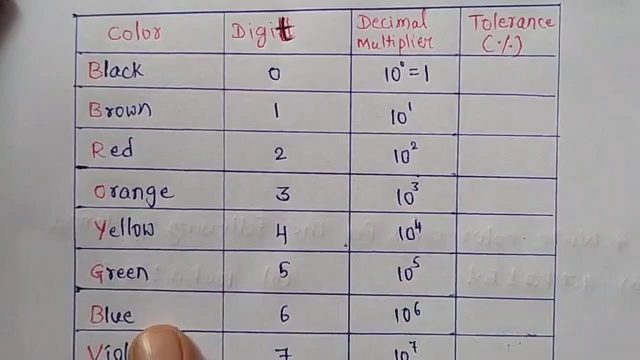 Color Digit Decimal Multiplier Tolerance (%)
Black 0 10⁰ = 1
Brown 1 10¹
Red 2 10²
Orange 3 10³
Yellow 4 10⁴
Green 5 10⁵
Blue 6 10⁶
Viol 7 10⁷